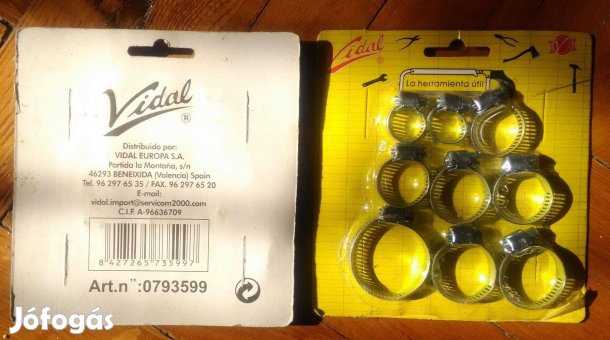 Vidal
®
Distribuido por:
VIDAL EUROPA S.A.
Partida la Montaña, s/n
46293 BENEIXIDA (Valencia) Spain
Tel. 96 297 65 35 / FAX. 96 297 65 20
E-mail:
vidal.import@servicom2000.com
C.I.F. A-96636709
8 427265 735997
Art.nº: 0793599
Vidal
La herramienta útil
Jófogás